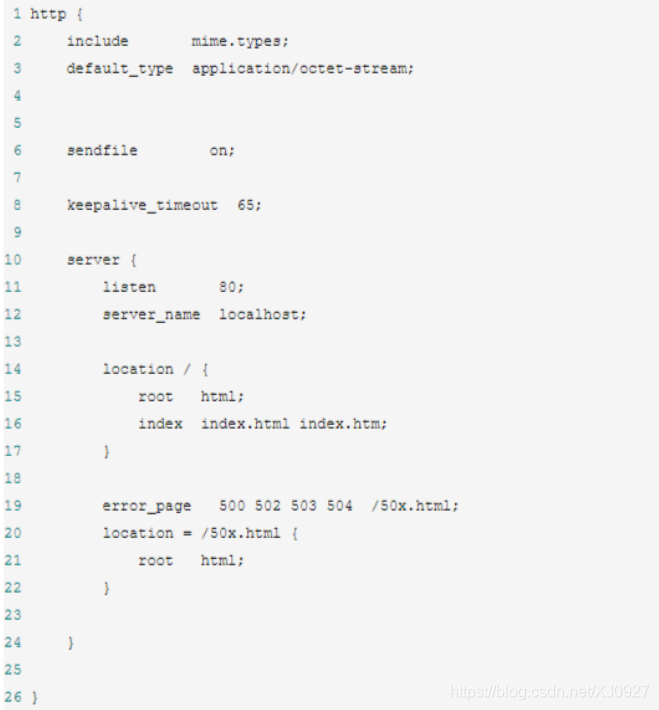 1 http {
2     include       mime.types;
3     default_type  application/octet-stream;
4
5
6     sendfile        on;
7
8     keepalive_timeout  65;
9
10     server {
11         listen       80;
12         server_name  localhost;
13
14         location / {
15             root   html;
16             index  index.html index.htm;
17         }
18
19         error_page   500 502 503 504  /50x.html;
20         location = /50x.html {
21             root   html;
22         }
23
24     }
25
26 }
https://blog.csdn.net/XJ0927